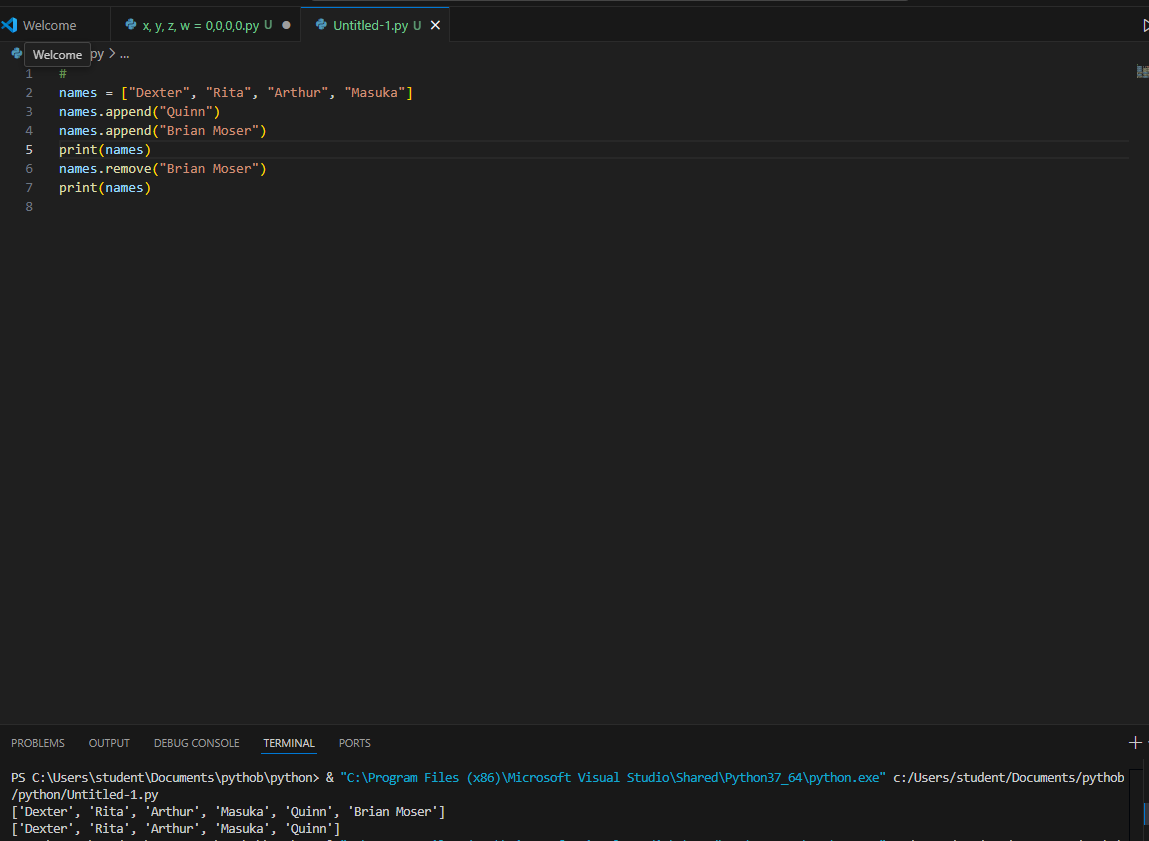 Welcome x, y, z, w = 0,0,0,0.py U Untitled-1.py U
Welcome py > ...
1 #
2 names = ["Dexter", "Rita", "Arthur", "Masuka"]
3 names.append("Quinn")
4 names.append("Brian Moser")
5 print(names)
6 names.remove("Brian Moser")
7 print(names)
8
PROBLEMS OUTPUT DEBUG CONSOLE TERMINAL PORTS
PS C:\Users\student\Documents\pythob\python> & "C:\Program Files (x86)\Microsoft Visual Studio\Shared\Python37_64\python.exe" c:/Users/student/Documents/pythob
/python/Untitled-1.py
['Dexter', 'Rita', 'Arthur', 'Masuka', 'Quinn', 'Brian Moser']
['Dexter', 'Rita', 'Arthur', 'Masuka', 'Quinn']